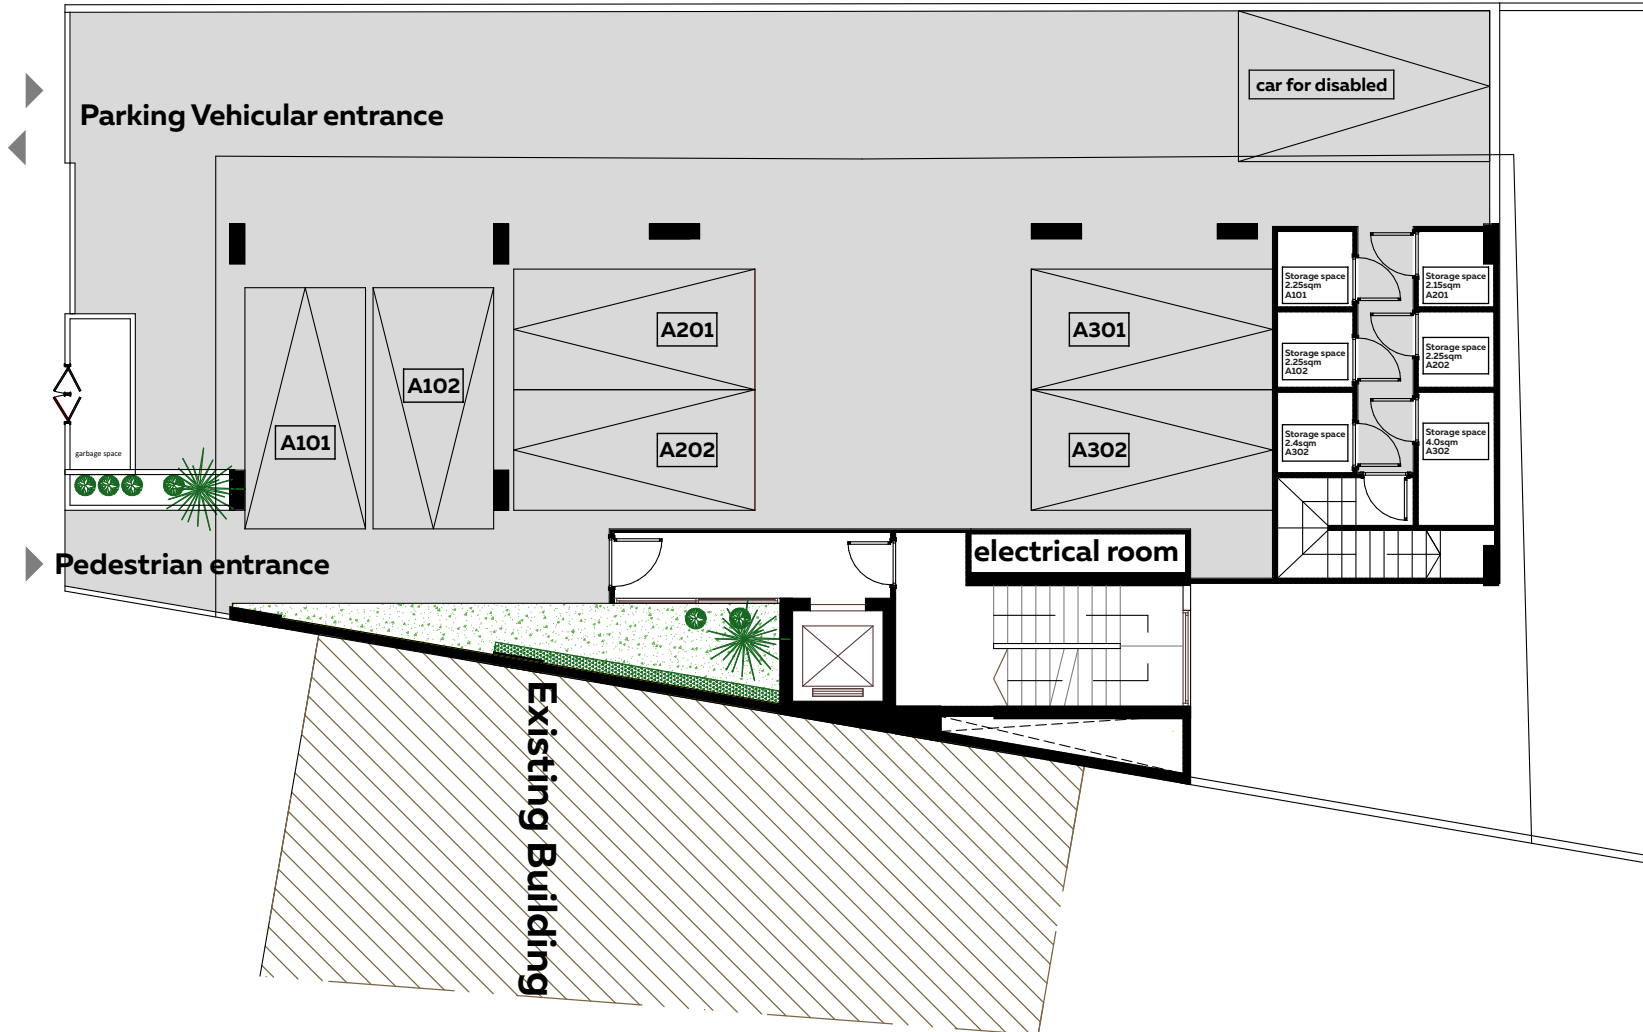 car for disabled
Parking Vehicular entrance
Storage space
2.25sqm
A101
Storage space
2.15sqm
A201
A201
A301
Storage space
2.25sqm
A102
Storage space
2.25sqm
A202
A102
A101
A202
A302
Storage space
2.4sqm
A302
Storage space
4.0sqm
A302
garbage space
electrical room
Pedestrian entrance
Existing Building